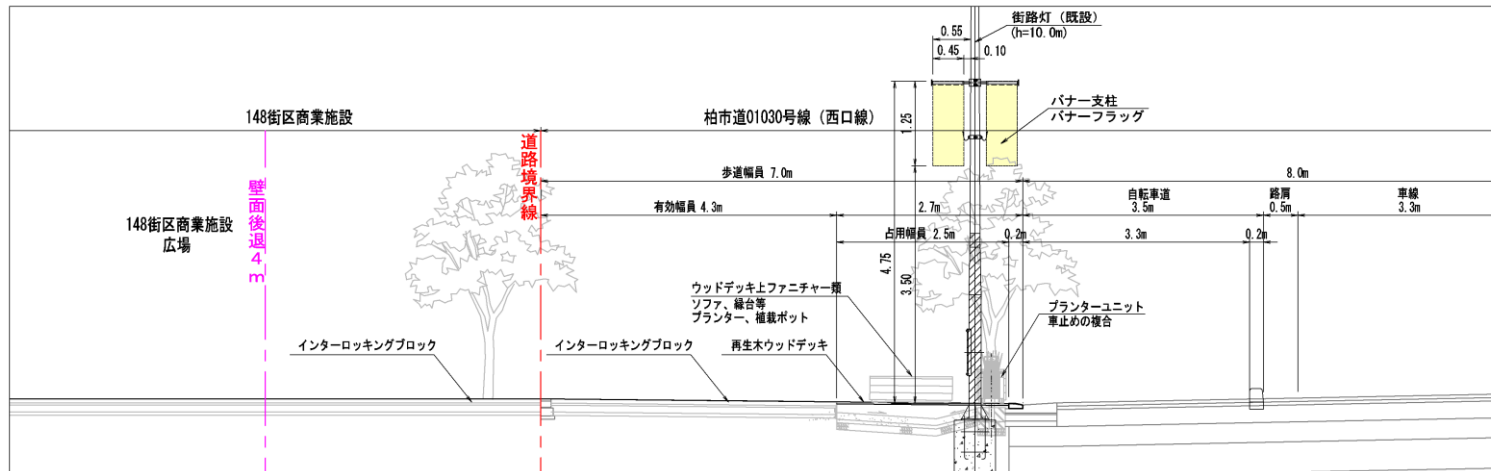 街路灯（既設）
(h=10.0m)
0.55
0.45
0.10
148街区商業施設
柏市道01030号線（西口線）
バナー支柱
バナーフラッグ
1.25
道路境界線
歩道幅員 7.0m
8.0m
壁面後退4m
148街区商業施設
広場
有効幅員 4.3m
2.7m
自転車道
3.5m
路肩
0.5m
車線
3.3m
占用幅員 2.5m
0.2m
3.3m
0.2m
4.75
3.50
ウッドデッキ上ファニチャー類
ソファ、縁台等
プランター、植栽ポット
プランターユニット
車止めの複合
インターロッキングブロック
インターロッキングブロック
再生木ウッドデッキ